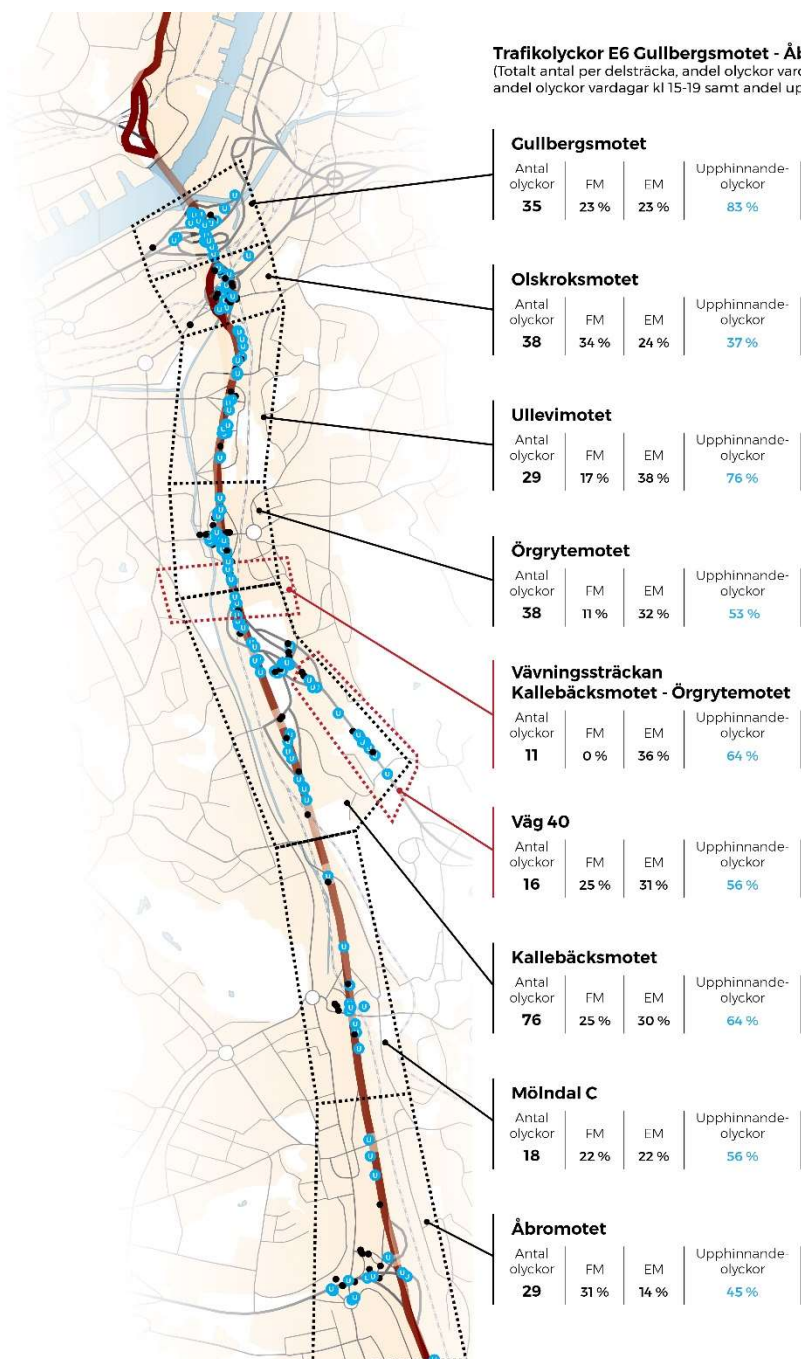 Trafikolyckor E6 Gullbergsmotet - Åb
(Totalt antal per delsträcka, andel olyckor vard
andel olyckor vardagar kl 15-19 samt andel up
Gullbergsmotet
Antal olyckor FM EM Upphinnande-olyckor
35 23 % 23 % 83 %
Olskroksmotet
Antal olyckor FM EM Upphinnande-olyckor
38 34 % 24 % 37 %
Ullevimotet
Antal olyckor FM EM Upphinnande-olyckor
29 17 % 38 % 76 %
Örgrytemotet
Antal olyckor FM EM Upphinnande-olyckor
38 11 % 32 % 53 %
Vävningssträckan
Kallebäcksmotet - Örgrytemotet
Antal olyckor FM EM Upphinnande-olyckor
11 0 % 36 % 64 %
Väg 40
Antal olyckor FM EM Upphinnande-olyckor
16 25 % 31 % 56 %
Kallebäcksmotet
Antal olyckor FM EM Upphinnande-olyckor
76 25 % 30 % 64 %
Mölndal C
Antal olyckor FM EM Upphinnande-olyckor
18 22 % 22 % 56 %
Åbromotet
Antal olyckor FM EM Upphinnande-olyckor
29 31 % 14 % 45 %